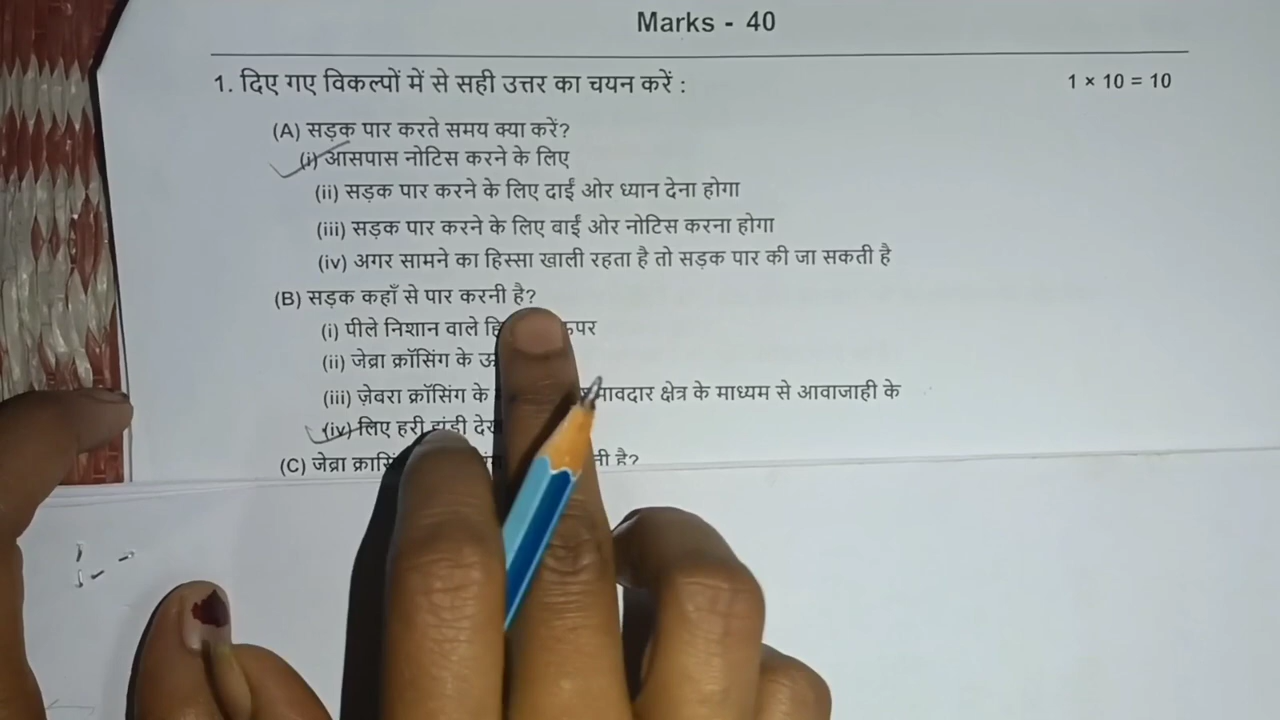 Marks - 40
1. दिए गए विकल्पों में से सही उत्तर का चयन करें :
1 × 10 = 10
(A) सड़क पार करते समय क्या करें?
(i) आसपास नोटिस करने के लिए
(ii) सड़क पार करने के लिए दाईं ओर ध्यान देना होगा
(iii) सड़क पार करने के लिए बाईं ओर नोटिस करना होगा
(iv) अगर सामने का हिस्सा खाली रहता है तो सड़क पार की जा सकती है
(B) सड़क कहाँ से पार करनी है?
(i) पीले निशान वाले
(ii) जेब्रा क्रॉसिंग के
(iii) ज़ेबरा क्रॉसिंग के क्षेत्र के माध्यम से आवाजाही के
(iv) लिए हरी झंडी
(C) जेब्रा है?